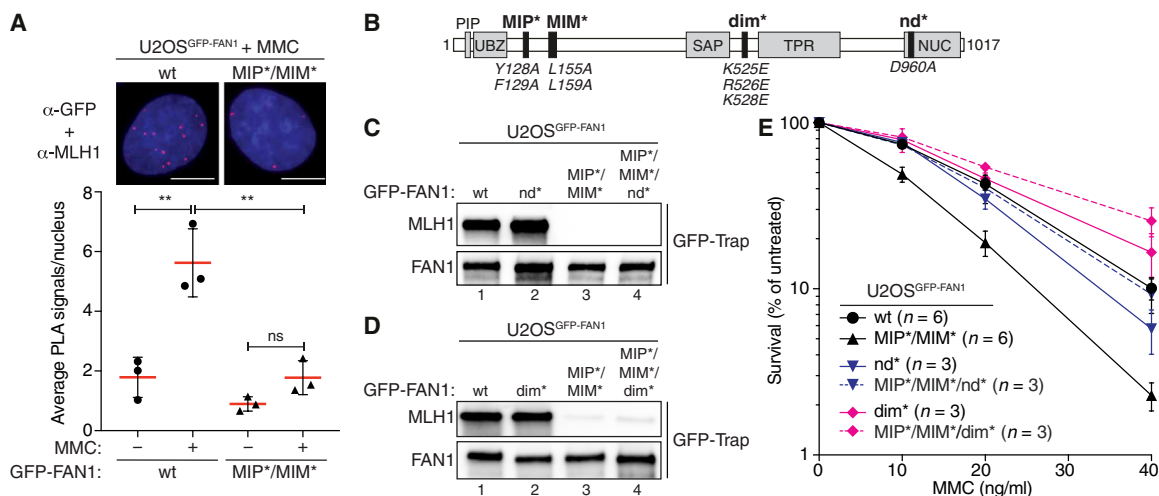 A
U2OS^GFP-FAN1 + MMC
wt MIP*/MIM*
α-GFP
+
α-MLH1
Average PLA signals/nucleus
8
6
4
2
0
** **
ns
MMC: – + – +
GFP-FAN1: wt MIP*/MIM*
B
PIP MIP* MIM* dim* nd*
1 UBZ SAP TPR NUC 1017
Y128A L155A K525E D960A
F129A L159A R526E
K528E
C
U2OS^GFP-FAN1
GFP-FAN1: wt nd* MIP*/MIM* MIP*/MIM*/nd*
MLH1
FAN1
GFP-Trap
1 2 3 4
D
U2OS^GFP-FAN1
GFP-FAN1: wt dim* MIP*/MIM* MIP*/MIM*/dim*
MLH1
FAN1
GFP-Trap
1 2 3 4
E
Survival (% of untreated)
100
10
1
U2OS^GFP-FAN1
wt (n = 6)
MIP*/MIM* (n = 6)
nd* (n = 3)
MIP*/MIM*/nd* (n = 3)
dim* (n = 3)
MIP*/MIM*/dim* (n = 3)
0 10 20 30 40
MMC (ng/ml)